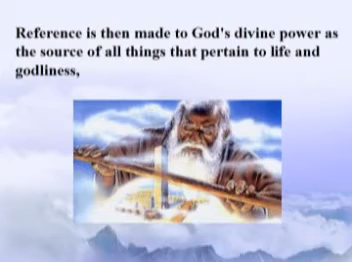 Reference is then made to God's divine power as
the source of all things that pertain to life and
godliness,